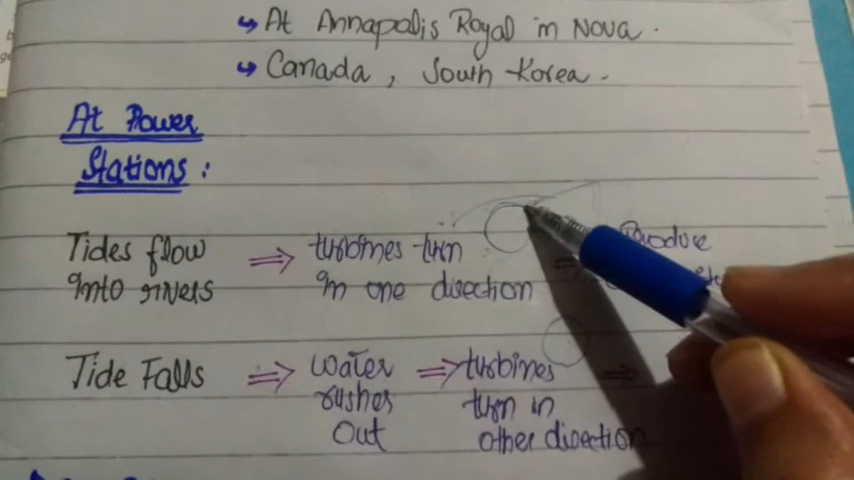 ↳ At Annapolis Royal in Nova.
↳ Canada, South Korea.
At Power
Stations:
Tides flow ⇒ turbines turn ⇒ Produce
into rivers in one direction
Tide Falls ⇒ water ⇒ turbines ⇒
rushes turn in
Out other direction